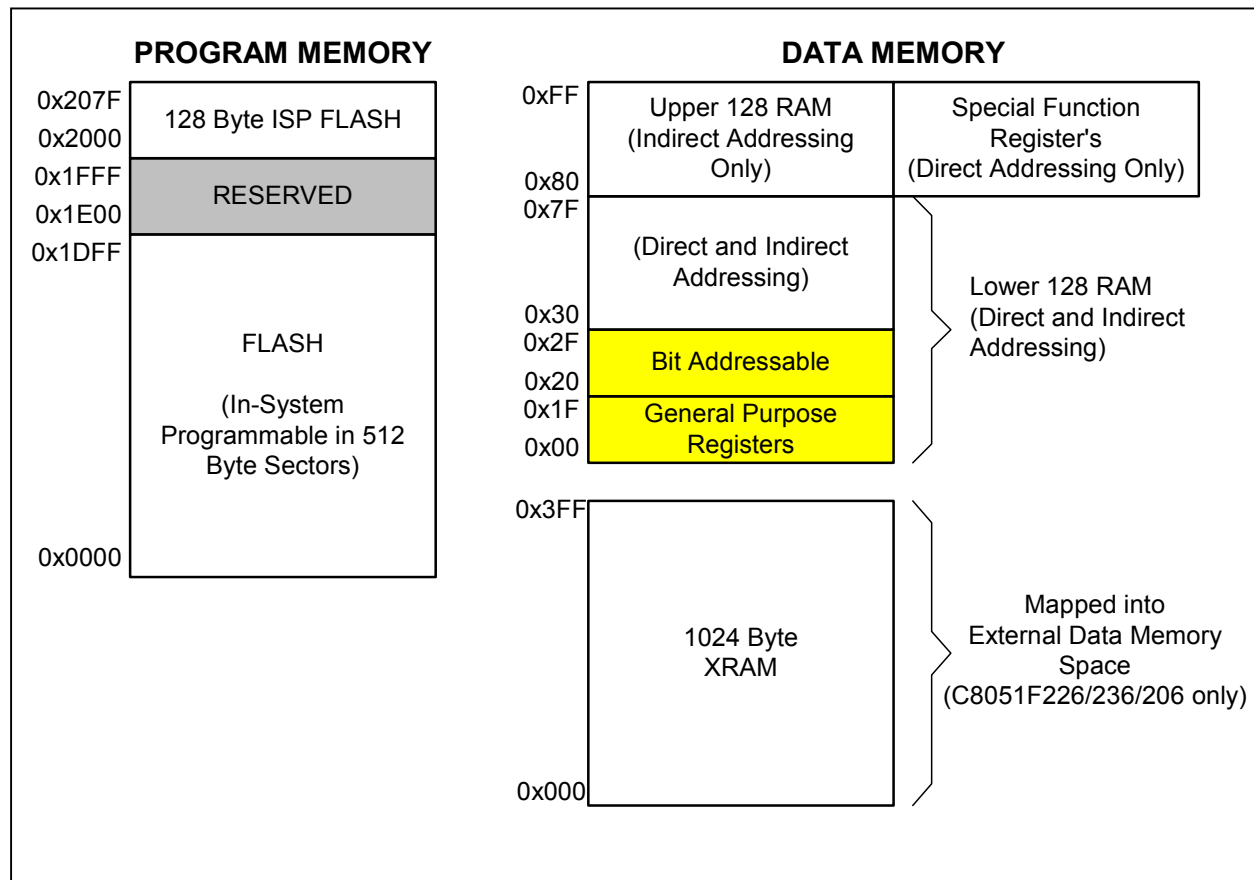 PROGRAM MEMORY
0x207F
128 Byte ISP FLASH
0x2000
0x1FFF
RESERVED
0x1E00
0x1DFF
FLASH
(In-System
Programmable in 512
Byte Sectors)
0x0000
DATA MEMORY
0xFF
Upper 128 RAM
(Indirect Addressing
Only)
0x80
Special Function
Register's
(Direct Addressing Only)
0x7F
(Direct and Indirect
Addressing)
0x30
0x2F
Bit Addressable
0x20
0x1F
General Purpose
Registers
0x00
Lower 128 RAM
(Direct and Indirect
Addressing)
0x3FF
1024 Byte
XRAM
0x000
Mapped into
External Data Memory
Space
(C8051F226/236/206 only)